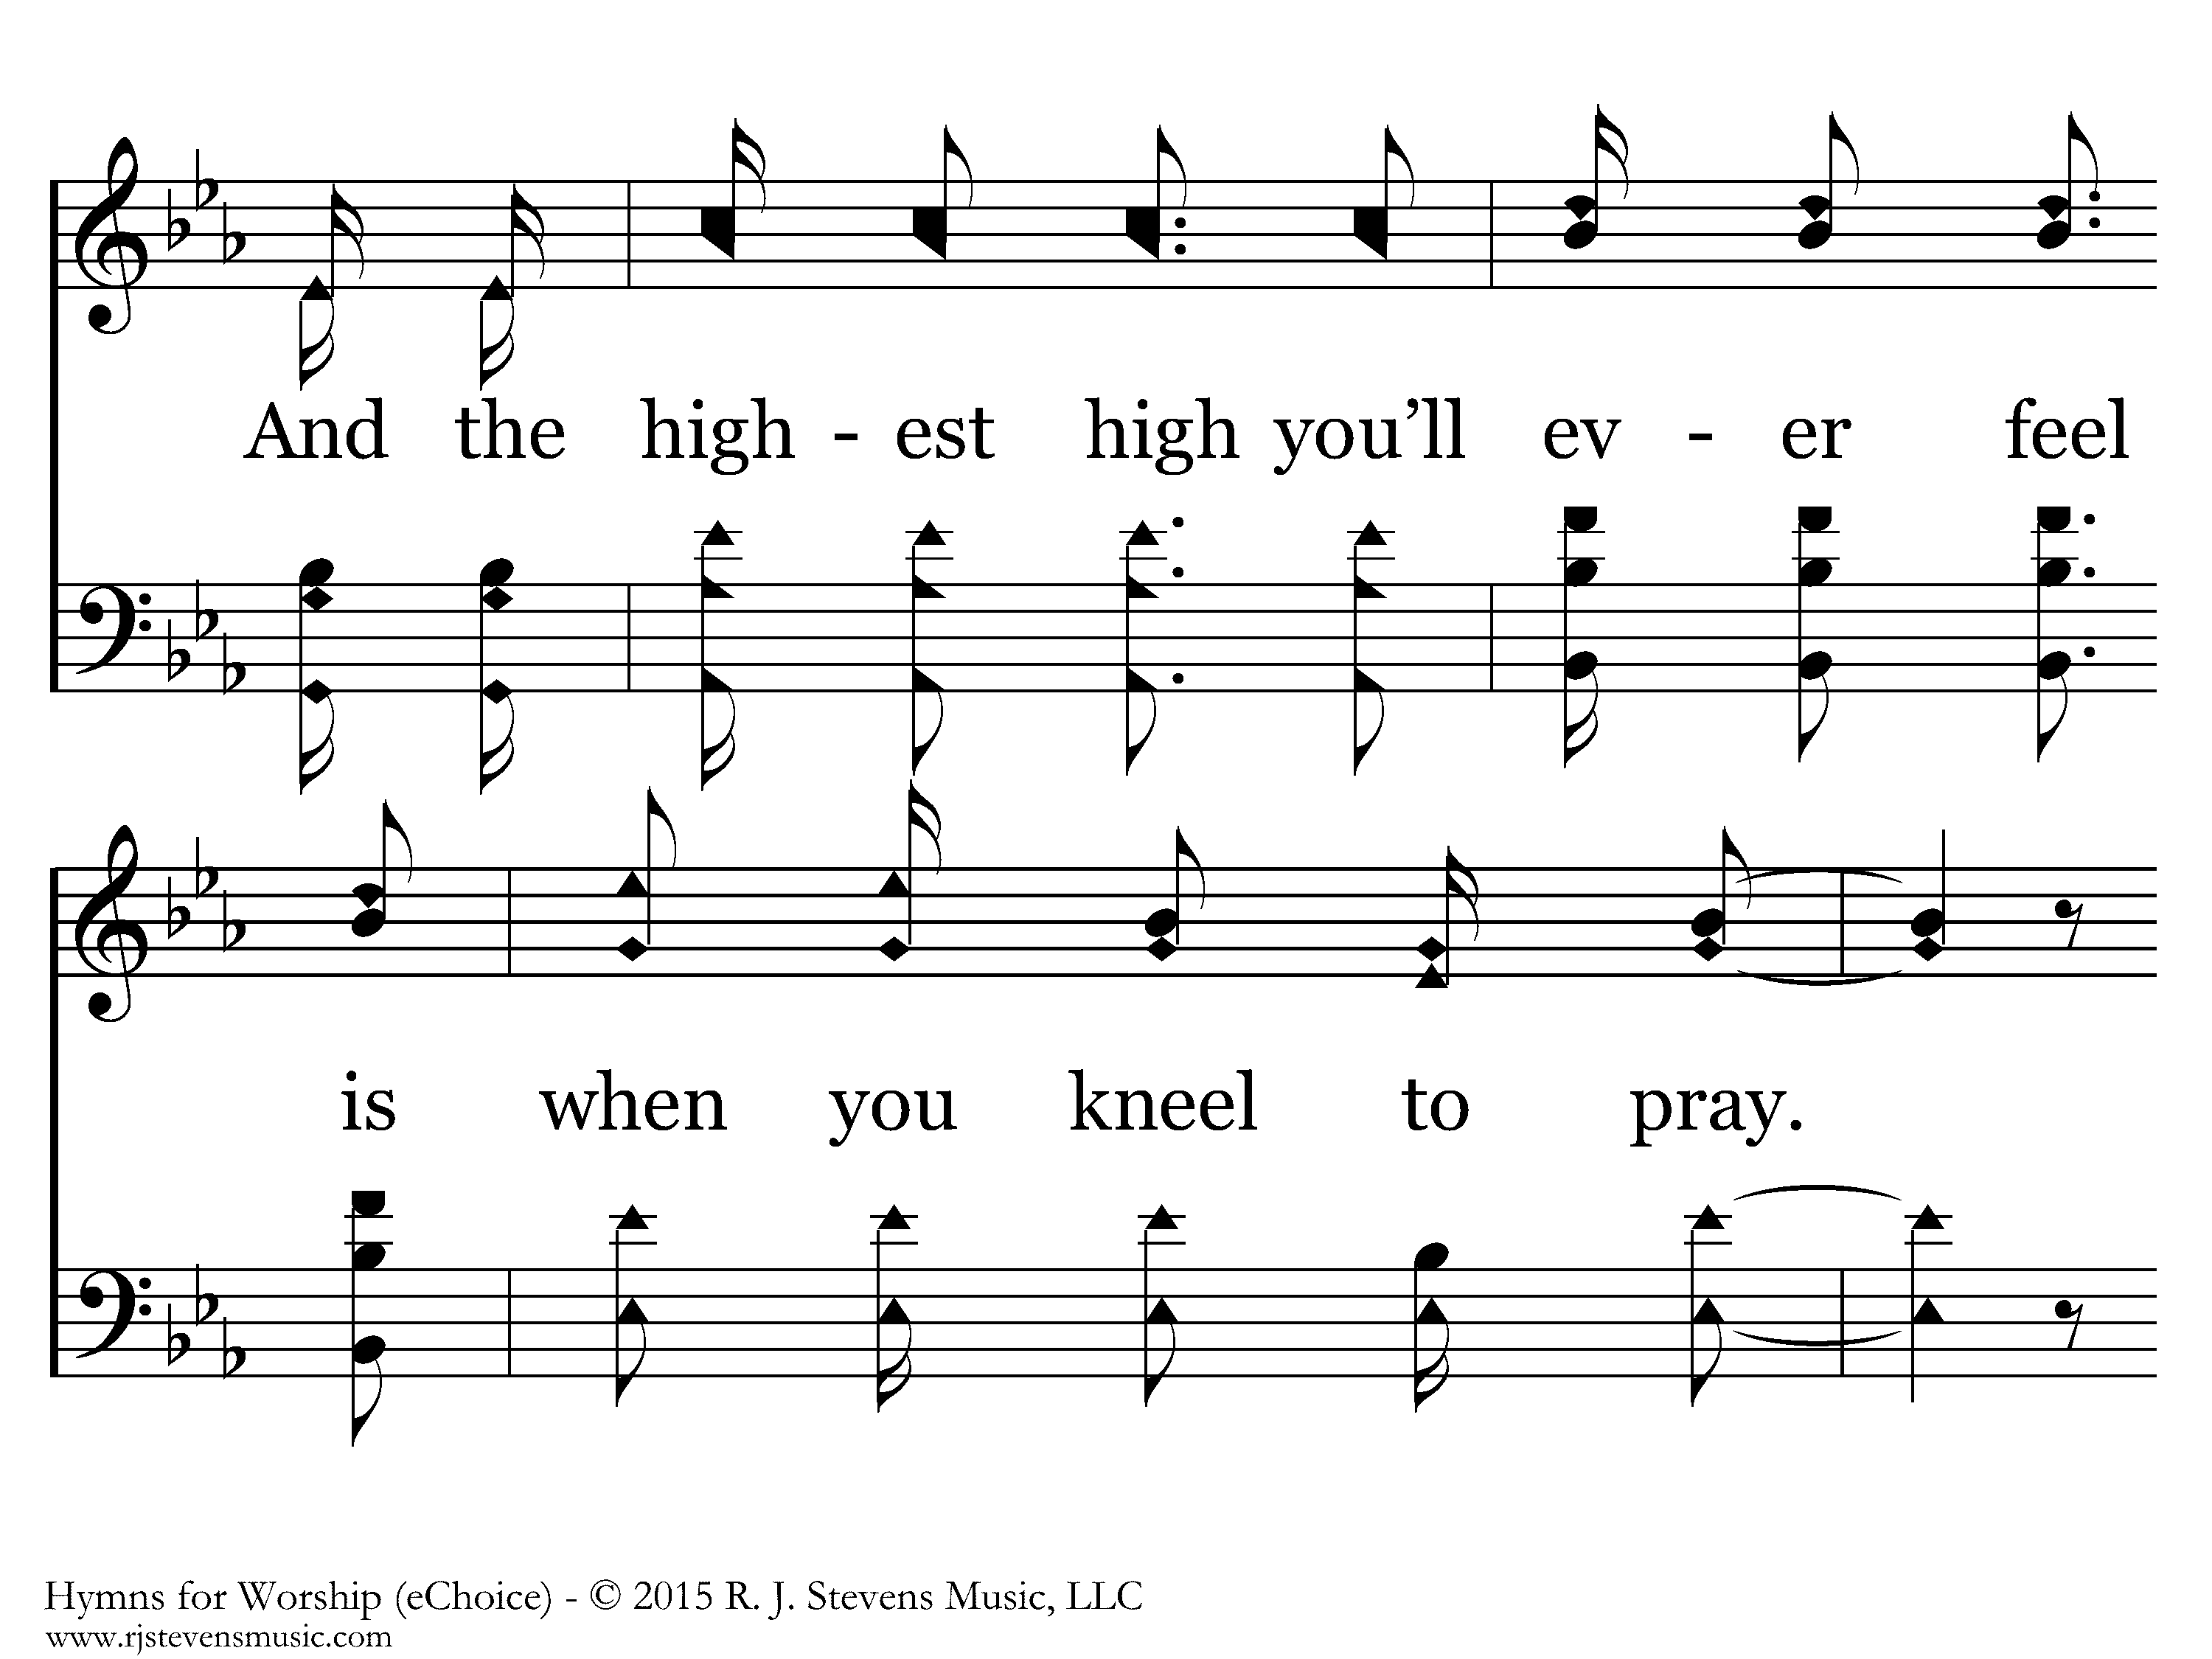 And the high - est high you’ll ev - er feel
is when you kneel to pray.
Hymns for Worship (eChoice) - © 2015 R. J. Stevens Music, LLC
www.rjstevensmusic.com